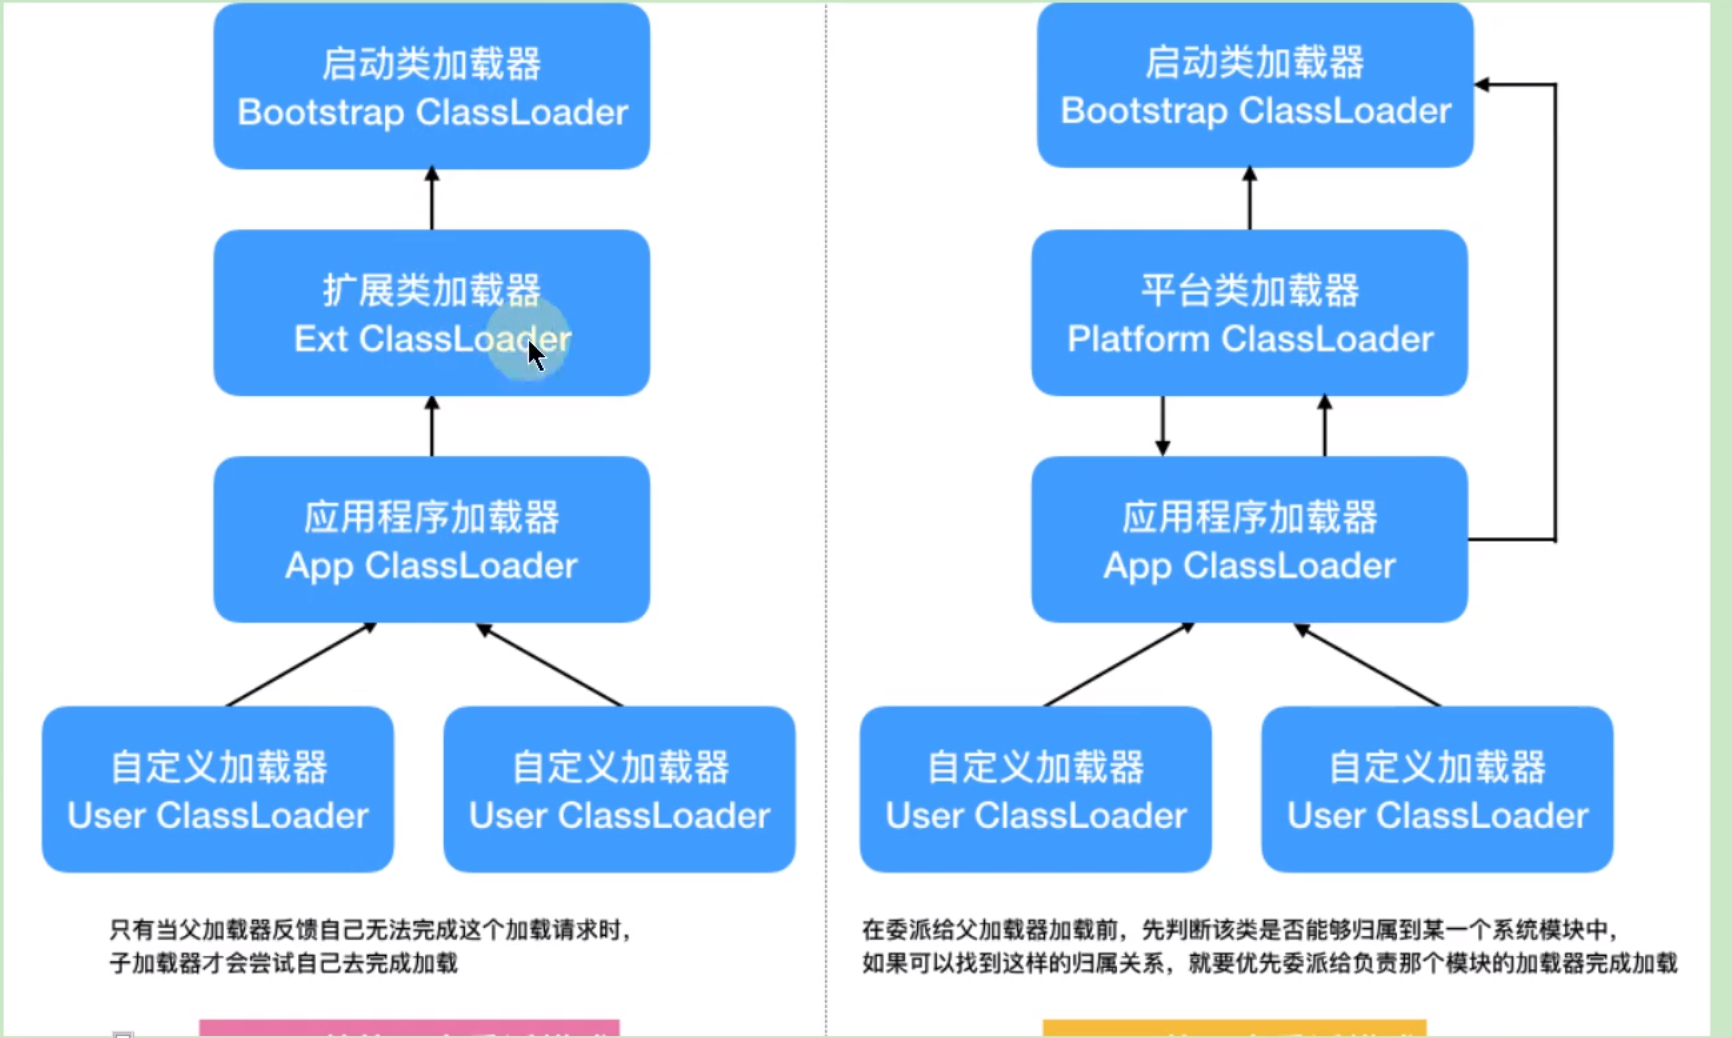 启动类加载器
Bootstrap ClassLoader
扩展类加载器
Ext ClassLoader
应用程序加载器
App ClassLoader
自定义加载器
User ClassLoader
自定义加载器
User ClassLoader
只有当父加载器反馈自己无法完成这个加载请求时，
子加载器才会尝试自己去完成加载
启动类加载器
Bootstrap ClassLoader
平台类加载器
Platform ClassLoader
应用程序加载器
App ClassLoader
自定义加载器
User ClassLoader
自定义加载器
User ClassLoader
在委派给父加载器加载前，先判断该类是否能够归属到某一个系统模块中，
如果可以找到这样的归属关系，就要优先委派给负责那个模块的加载器完成加载